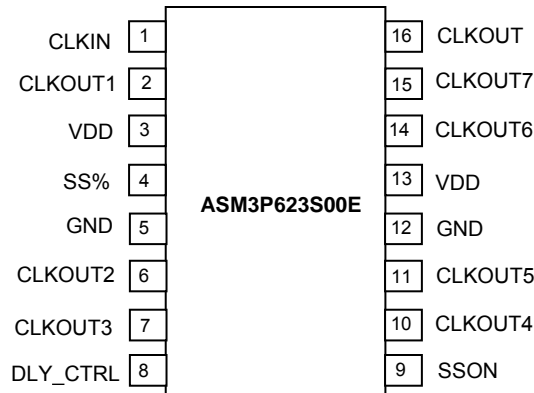 CLKIN 1 16 CLKOUT
CLKOUT1 2 15 CLKOUT7
VDD 3 14 CLKOUT6
SS% 4 13 VDD
ASM3P623S00E
GND 5 12 GND
CLKOUT2 6 11 CLKOUT5
CLKOUT3 7 10 CLKOUT4
DLY_CTRL 8 9 SSON